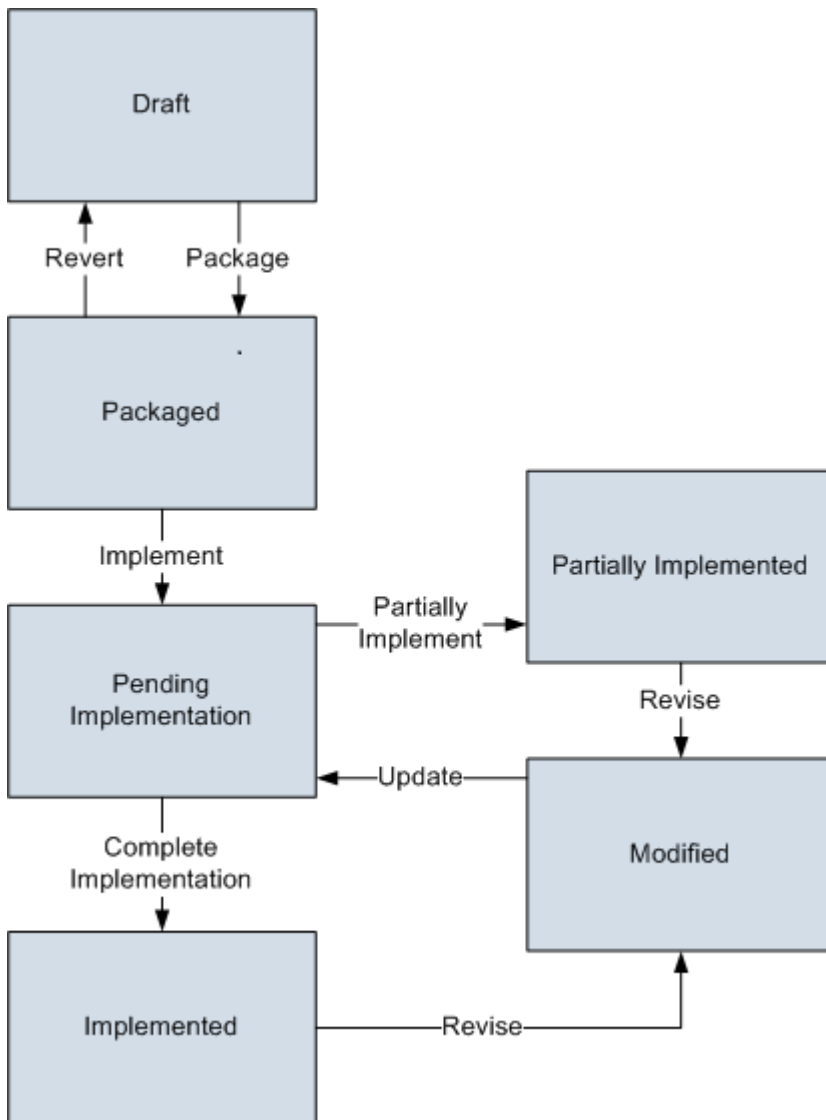 Draft
Revert
Package
Packaged
Implement
Partially Implemented
Partially
Implement
Pending
Implementation
Revise
Update
Modified
Complete
Implementation
Implemented
Revise